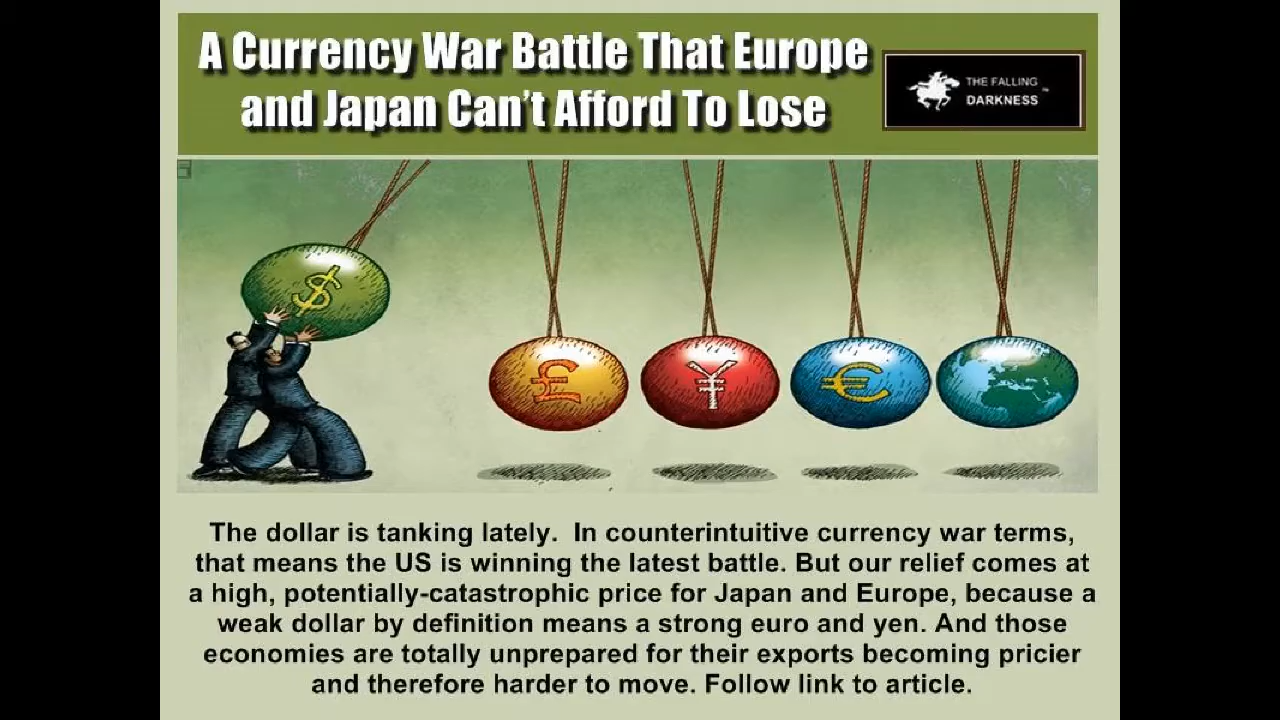 A Currency War Battle That Europe
and Japan Can't Afford To Lose
THE FALLING
DARKNESS™
$
£
¥
€
The dollar is tanking lately.  In counterintuitive currency war terms,
that means the US is winning the latest battle. But our relief comes at
a high, potentially-catastrophic price for Japan and Europe, because a
weak dollar by definition means a strong euro and yen. And those
economies are totally unprepared for their exports becoming pricier
and therefore harder to move. Follow link to article.